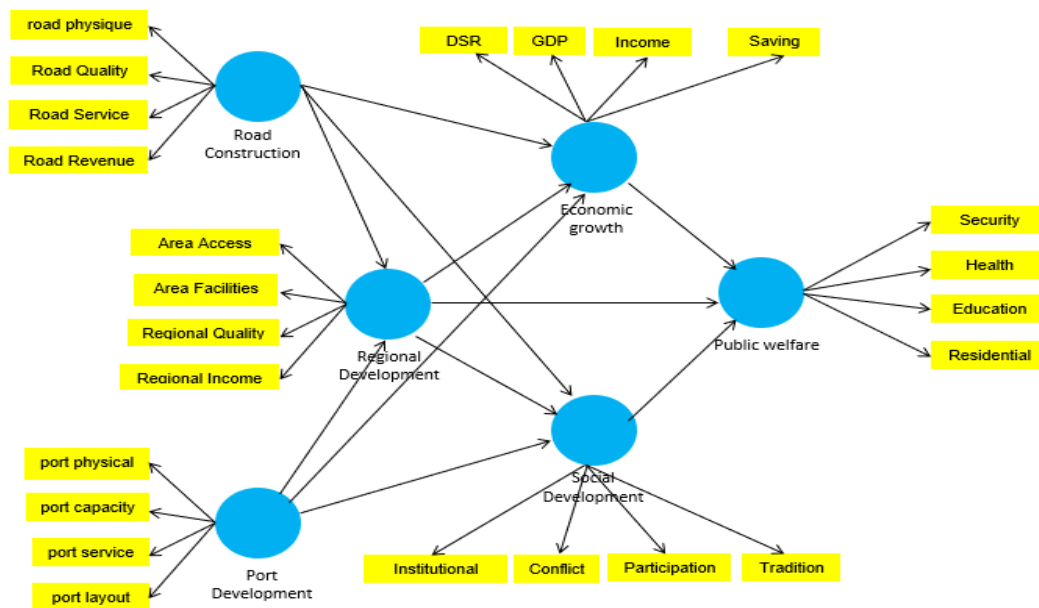 road physique
Road Quality
Road Service
Road Revenue
Road
Construction
DSR
GDP
Income
Saving
Economic
growth
Area Access
Area Facilities
Regional Quality
Regional Income
Regional
Development
Security
Health
Education
Residential
Public welfare
port physical
port capacity
port service
port layout
Port
Development
Social
Development
Institutional
Conflict
Participation
Tradition